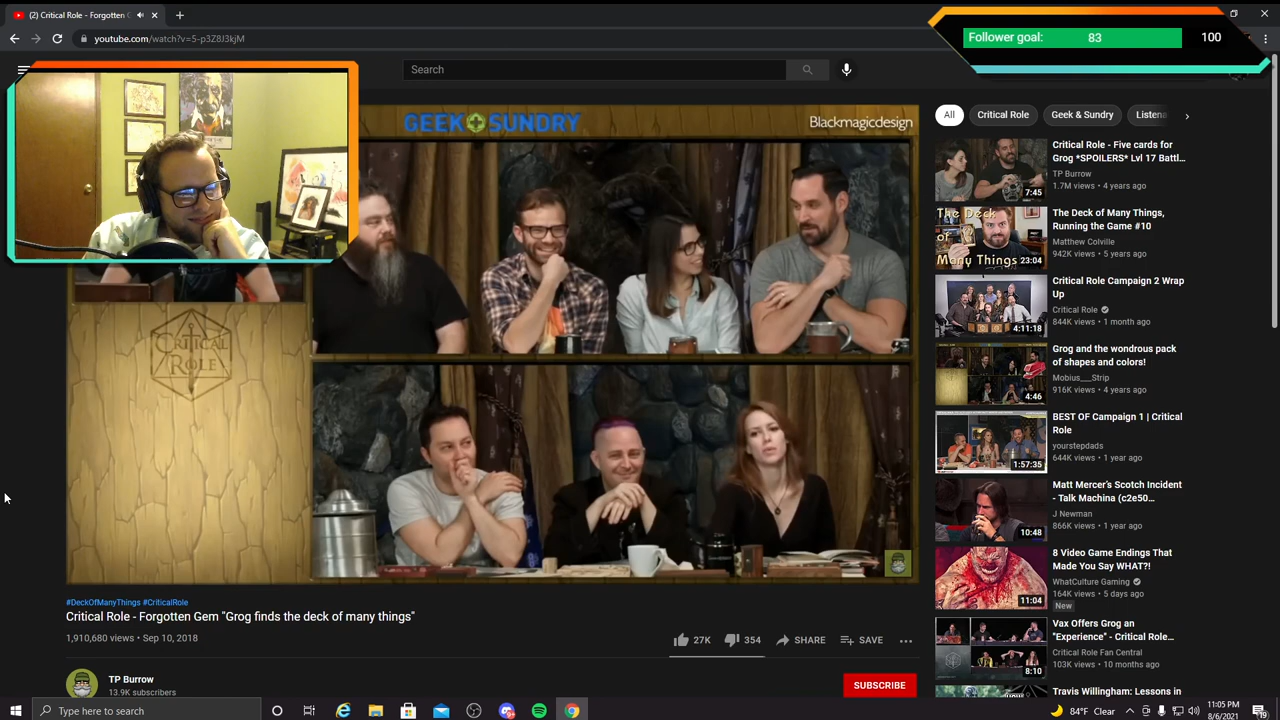 (2) Critical Role - Forgotten G
youtube.com/watch?v=5-p3Z8J3kjM
Follower goal: 83 100
Search
GEEK & SUNDRY
Blackmagicdesign
CRITICAL
ROLE
#DeckOfManyThings #CriticalRole
Critical Role - Forgotten Gem "Grog finds the deck of many things"
1,910,680 views • Sep 10, 2018
27K 354 SHARE SAVE
TP Burrow
13.9K subscribers
SUBSCRIBE
All Critical Role Geek & Sundry Listena
Critical Role - Five cards for
Grog *SPOILERS* Lvl 17 Battl...
TP Burrow
1.7M views • 4 years ago
7:45
The Deck
of
Many Things
23:04
The Deck of Many Things,
Running the Game #10
Matthew Colville
942K views • 5 years ago
Critical Role Campaign 2 Wrap
Up
Critical Role
844K views • 1 month ago
4:11:18
Grog and the wondrous pack
of shapes and colors!
Mobius___Strip
916K views • 4 years ago
4:46
BEST OF Campaign 1 | Critical
Role
yourstepdads
644K views • 1 year ago
1:57:35
Matt Mercer's Scotch Incident
- Talk Machina (c2e50...
J Newman
866K views • 1 year ago
10:48
8 Video Game Endings That
Made You Say WHAT?!
WhatCulture Gaming
164K views • 5 days ago
New
11:04
Vax Offers Grog an
"Experience" - Critical Role...
Critical Role Fan Central
103K views • 10 months ago
8:10
Travis Willingham: Lessons in
Type here to search
84°F Clear
11:05 PM
8/6/2021
19